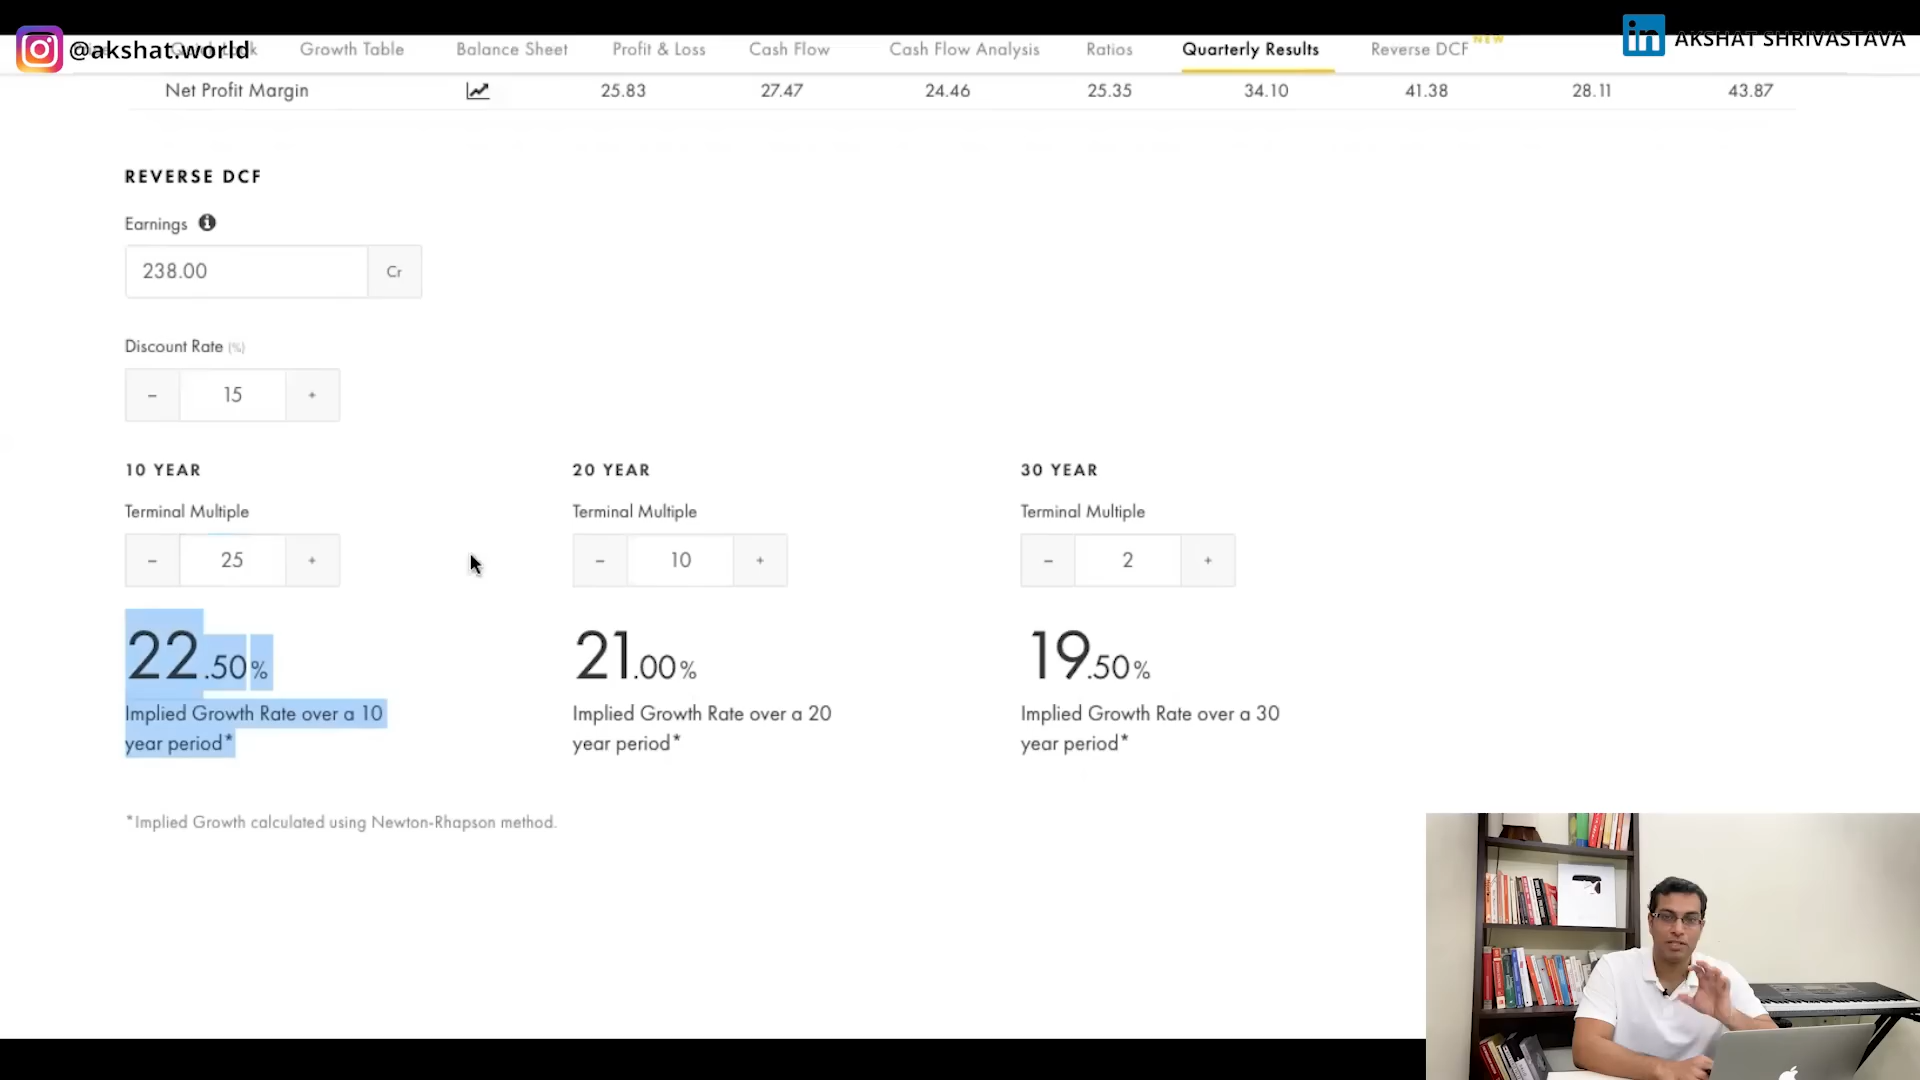 @akshat.world
AKSHAT SHRIVASTAVA
Growth Table Balance Sheet Profit & Loss Cash Flow Cash Flow Analysis Ratios Quarterly Results Reverse DCF NEW
Net Profit Margin 25.83 27.47 24.46 25.35 34.10 41.38 28.11 43.87
REVERSE DCF
Earnings
238.00 Cr
Discount Rate (%)
- 15 +
10 YEAR 20 YEAR 30 YEAR
Terminal Multiple Terminal Multiple Terminal Multiple
- 25 + - 10 + - 2 +
22.50% 21.00% 19.50%
Implied Growth Rate over a 10 Implied Growth Rate over a 20 Implied Growth Rate over a 30
year period* year period* year period*
*Implied Growth calculated using Newton-Rhapson method.